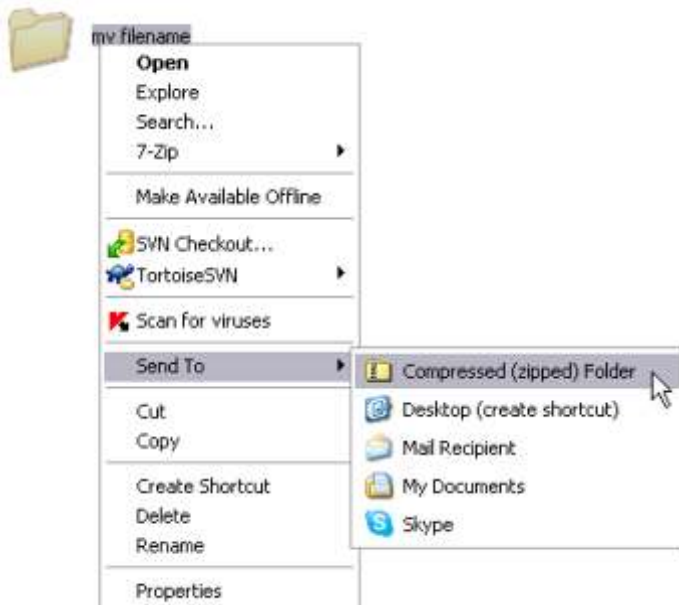 my filename
Open
Explore
Search...
7-Zip
Make Available Offline
SVN Checkout...
TortoiseSVN
Scan for viruses
Send To
Compressed (zipped) Folder
Desktop (create shortcut)
Mail Recipient
My Documents
Skype
Cut
Copy
Create Shortcut
Delete
Rename
Properties